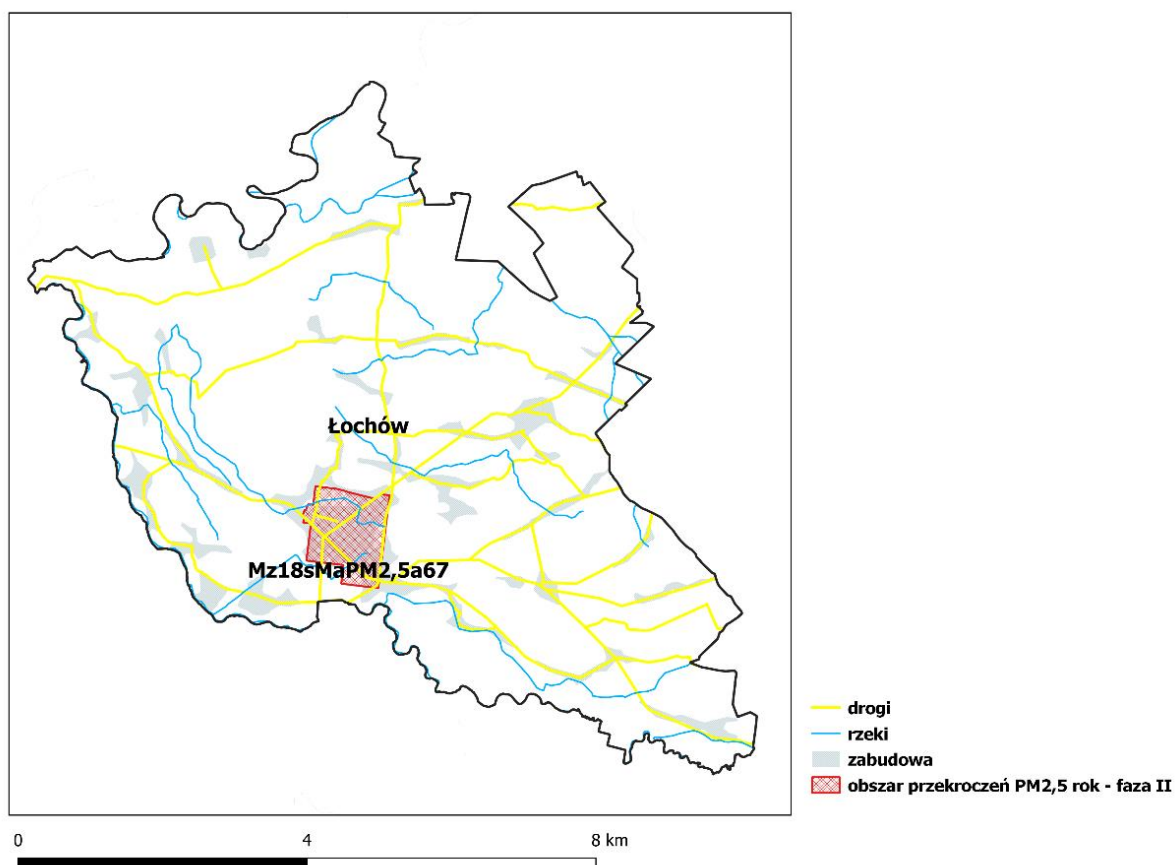 Łochów
Mz18sMaPM2,5a67
drogi
rzeki
zabudowa
obszar przekroczeń PM2,5 rok - faza II
0 4 8 km